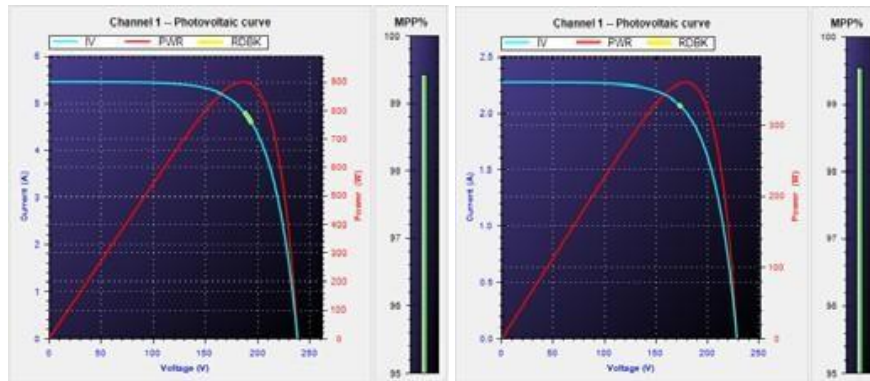 Channel 1 -- Photovoltaic curve
IV PWR RDBK
6
5
4
3
2
1
0
Current (A)
900
800
700
600
500
400
300
200
100
0
Power (W)
0 50 100 150 200 250
Voltage (V)
MPP%
100
99
98
97
96
95
Channel 1 -- Photovoltaic curve
IV PWR RDBK
2.5
2.0
1.5
1.0
0.5
0.0
Current (A)
300
200
100
0
Power (W)
0 50 100 150 200 250
Voltage (V)
MPP%
100
99
98
97
96
95